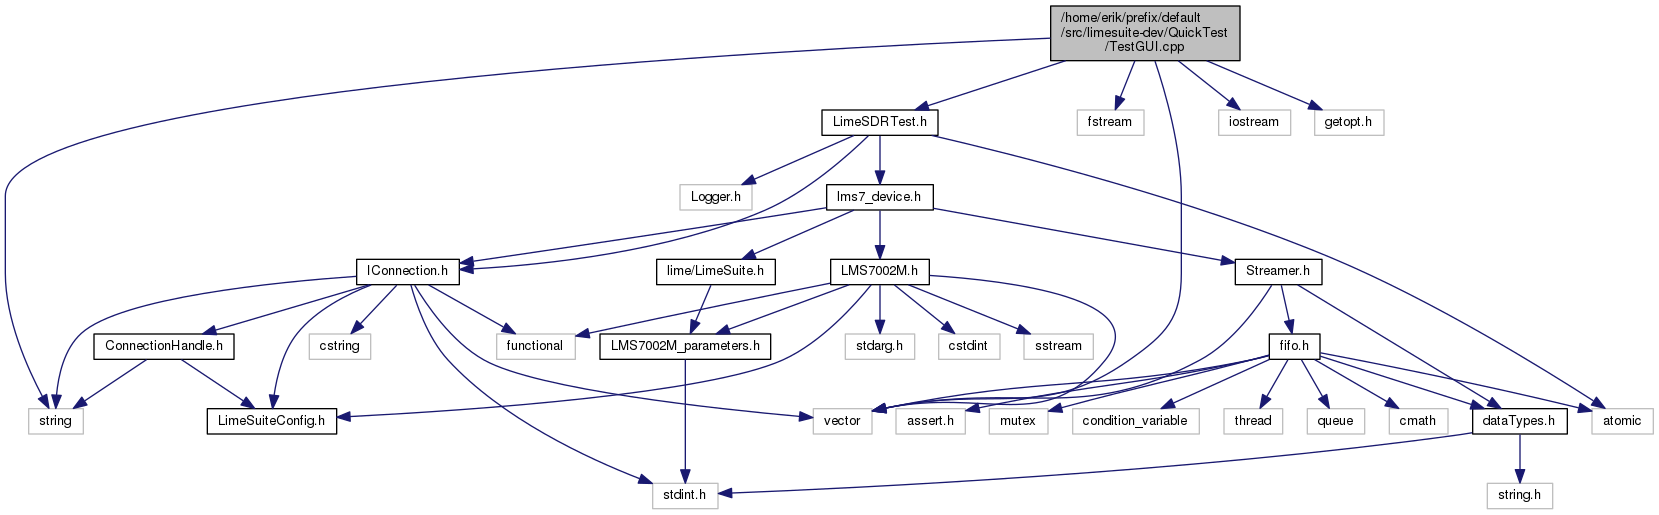 /home/erik/prefix/default
/src/limesuite-dev/QuickTest
/TestGUI.cpp
LimeSDRTest.h
fstream
iostream
getopt.h
Logger.h
lms7_device.h
IConnection.h
lime/LimeSuite.h
LMS7002M.h
Streamer.h
ConnectionHandle.h
cstring
functional
LMS7002M_parameters.h
stdarg.h
cstdint
sstream
fifo.h
string
LimeSuiteConfig.h
vector
assert.h
mutex
condition_variable
thread
queue
cmath
dataTypes.h
atomic
stdint.h
string.h